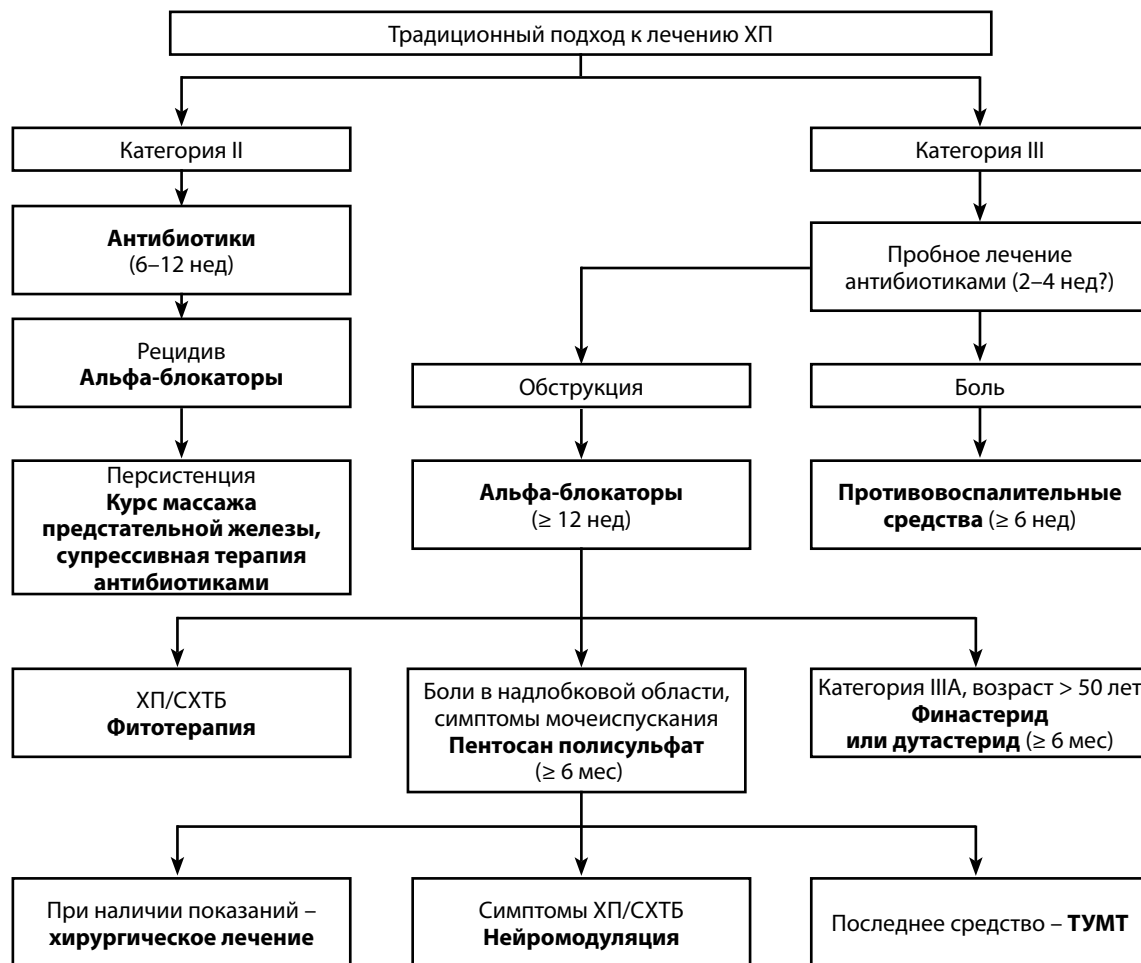 Традиционный подход к лечению ХП
Категория II
Категория III
Антибиотики
(6–12 нед)
Пробное лечение
антибиотиками (2–4 нед?)
Рецидив
Альфа-блокаторы
Обструкция
Боль
Персистенция
Курс массажа
предстательной железы,
супрессивная терапия
антибиотиками
Альфа-блокаторы
(≥ 12 нед)
Противовоспалительные
средства (≥ 6 нед)
ХП/СХТБ
Фитотерапия
Боли в надлобковой области,
симптомы мочеиспускания
Пентосан полисульфат
(≥ 6 мес)
Категория IIIA, возраст > 50 лет
Финастерид
или дутастерид (≥ 6 мес)
При наличии показаний –
хирургическое лечение
Симптомы ХП/СХТБ
Нейромодуляция
Последнее средство – ТУМТ